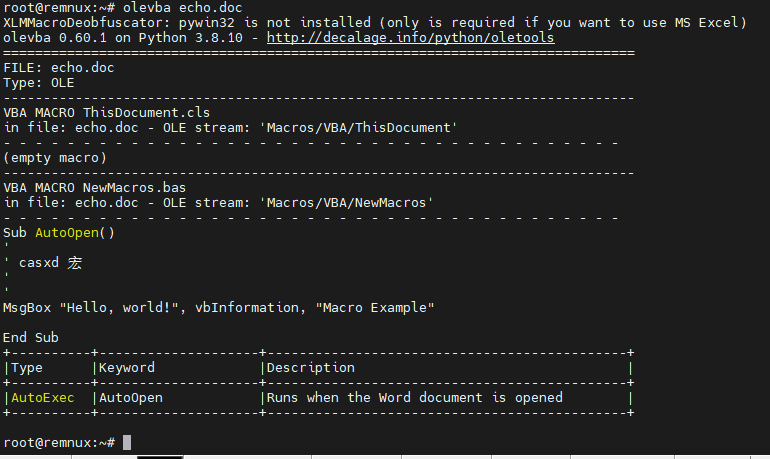 root@remnux:~# olevba echo.doc
XLMMacroDeobfuscator: pywin32 is not installed (only is required if you want to use MS Excel)
olevba 0.60.1 on Python 3.8.10 - http://decalage.info/python/oletools
===============================================================================
FILE: echo.doc
Type: OLE
-------------------------------------------------------------------------------
VBA MACRO ThisDocument.cls
in file: echo.doc - OLE stream: 'Macros/VBA/ThisDocument'
- - - - - - - - - - - - - - - - - - - - - - - - - - - - - - - - - - - - - - -
(empty macro)
-------------------------------------------------------------------------------
VBA MACRO NewMacros.bas
in file: echo.doc - OLE stream: 'Macros/VBA/NewMacros'
- - - - - - - - - - - - - - - - - - - - - - - - - - - - - - - - - - - - - - -
Sub AutoOpen()
'
' casxd 宏
'
'
MsgBox "Hello, world!", vbInformation, "Macro Example"

End Sub
+----------+--------------------+---------------------------------------------+
|Type      |Keyword             |Description                                  |
+----------+--------------------+---------------------------------------------+
|AutoExec  |AutoOpen            |Runs when the Word document is opened        |
+----------+--------------------+---------------------------------------------+

root@remnux:~#